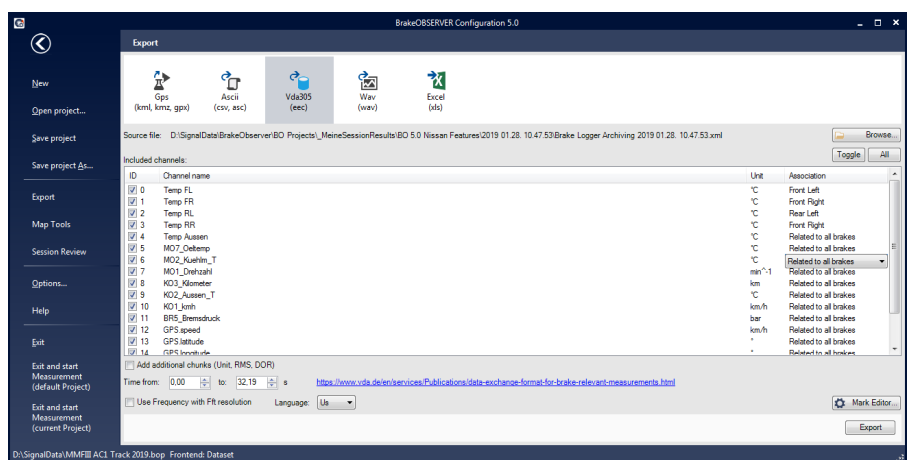 BrakeOBSERVER Configuration 5.0
Export
New
Open project...
Save project
Save project As...
Export
Map Tools
Session Review
Options...
Help
Exit
Exit and start
Measurement
(default Project)
Exit and start
Measurement
(current Project)
Gps
(kml, kmz, gpx)
Ascii
(csv, asc)
Vda305
(eec)
Wav
(wav)
Excel
(xls)
Source file: D:\SignalData\BrakeObserver\BO Projects\_MeineSessionResults\BO 5.0 Nissan Features\2019 01.28. 10.47.53\Brake Logger Archiving 2019 01.28. 10.47.53.xml
Browse...
Toggle All
Included channels:
ID Channel name Unit Association
0 Temp FL °C Front Left
1 Temp FR °C Front Right
2 Temp RL °C Rear Left
3 Temp RR °C Front Right
4 Temp Aussen °C Related to all brakes
5 MO7_Oeltemp °C Related to all brakes
6 MO2_Kuehlm_T °C Related to all brakes
7 MO1_Drehzahl min^-1 Related to all brakes
8 KO3_Kilometer km Related to all brakes
9 KO2_Aussen_T °C Related to all brakes
10 KO1_kmh km/h Related to all brakes
11 BR5_Bremsdruck bar Related to all brakes
12 GPS.speed km/h Related to all brakes
13 GPS.latitude ° Related to all brakes
14 GPS.longitude ° Related to all brakes
Add additional chunks (Unit, RMS, DOR)
Time from: 0,00 to: 32,19 s https://www.vda.de/en/services/Publications/data-exchange-format-for-brake-relevant-measurements.html
Use Frequency with Fft resolution Language: Us
Mark Editor...
Export
D:\SignalData\MMFIII AC1 Track 2019.bop Frontend: Dataset